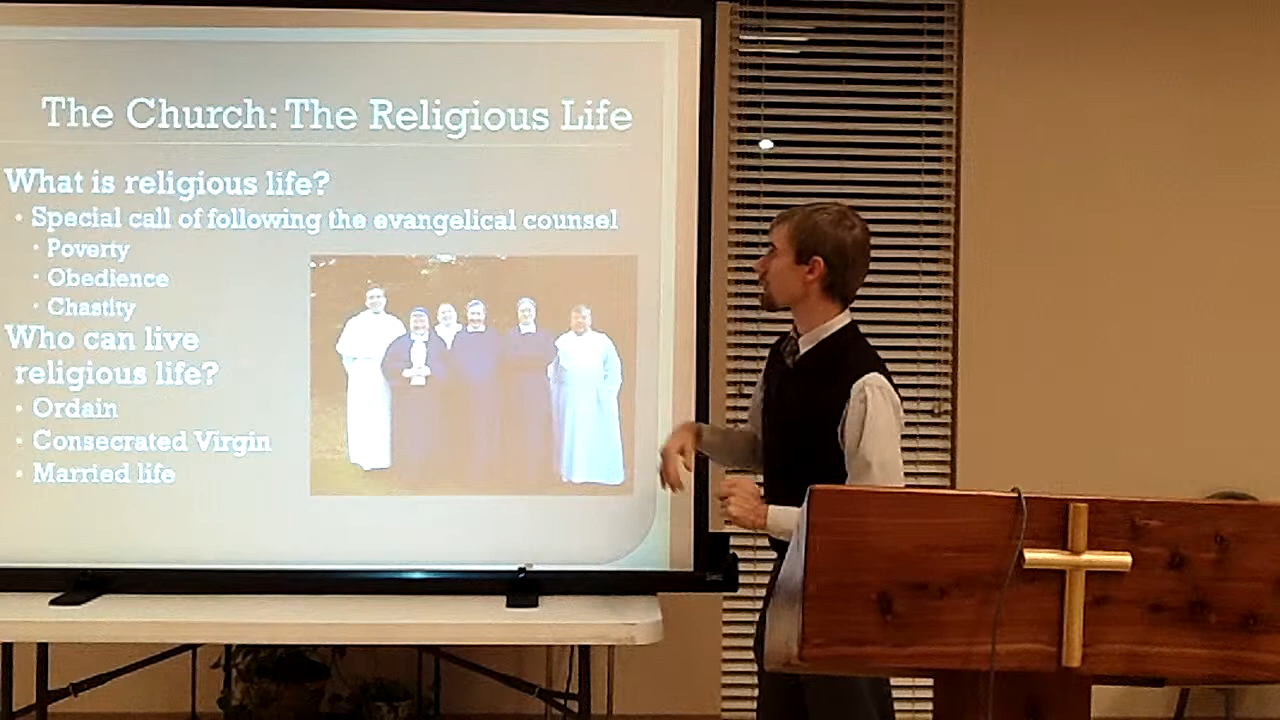 The Church: The Religious Life
What is religious life?
• Special call of following the evangelical counsel
• Poverty
• Obedience
• Chastity
Who can live
religious life?
• Ordain
• Consecrated Virgin
• Married life